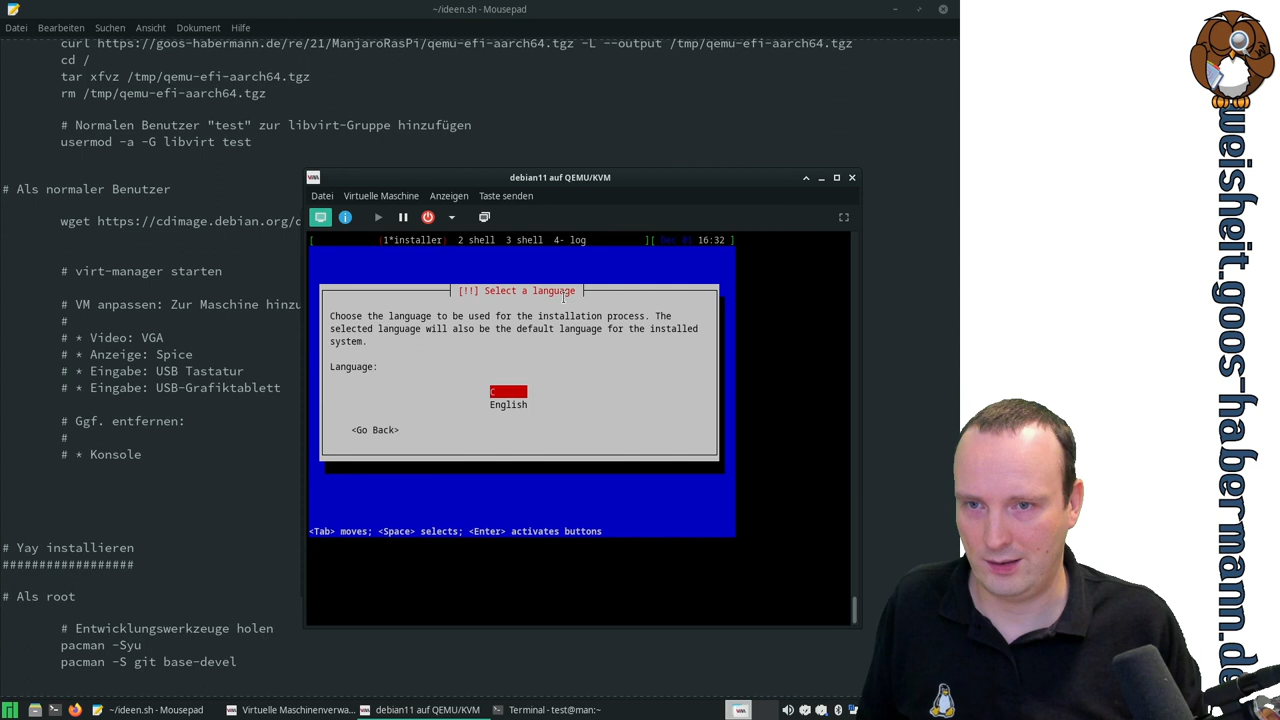 ~/ideen.sh - Mousepad
Datei Bearbeiten Suchen Ansicht Dokument Hilfe
curl https://goos-habermann.de/re/21/ManjaroRasPi/qemu-efi-aarch64.tgz -L --output /tmp/qemu-efi-aarch64.tgz
cd /
tar xfvz /tmp/qemu-efi-aarch64.tgz
rm /tmp/qemu-efi-aarch64.tgz
# Normalen Benutzer "test" zur libvirt-Gruppe hinzufügen
usermod -a -G libvirt test
# Als normaler Benutzer
wget https://cdimage.debian.org/c
# virt-manager starten
# VM anpassen: Zur Maschine hinzu
#
# * Video: VGA
# * Anzeige: Spice
# * Eingabe: USB Tastatur
# * Eingabe: USB-Grafiktablett
# Ggf. entfernen:
#
# * Konsole
# Yay installieren
##################
# Als root
# Entwicklungswerkzeuge holen
pacman -Syu
pacman -S git base-devel
debian11 auf QEMU/KVM
Datei Virtuelle Maschine Anzeigen Taste senden
[ (1*installer) 2 shell 3 shell 4- log ][ 16:32 ]
[!!] Select a language
Choose the language to be used for the installation process. The
selected language will also be the default language for the installed
system.
Language:
C
English
<Go Back>
<Tab> moves; <Space> selects; <Enter> activates buttons
~/ideen.sh - Mousepad Virtuelle Maschinenverwa... debian11 auf QEMU/KVM Terminal - test@man:~
weisheit.goos-habermann.de